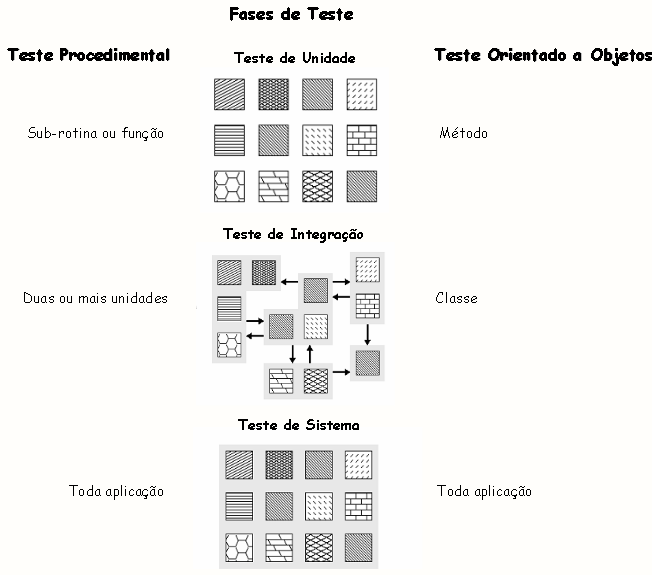 Fases de Teste
Teste Procedimental
Teste de Unidade
Teste Orientado a Objetos
Sub-rotina ou função
Método
Teste de Integração
Duas ou mais unidades
Classe
Teste de Sistema
Toda aplicação
Toda aplicação